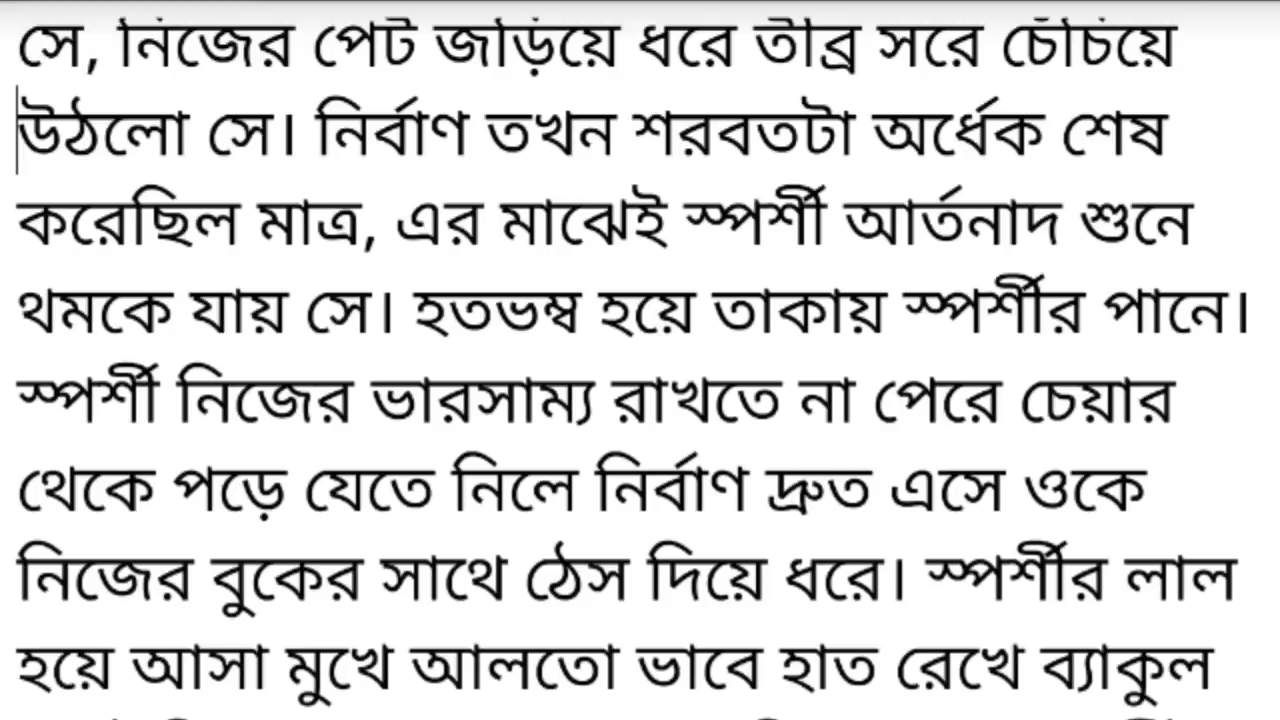 সে, নিজের পেট জড়িয়ে ধরে তীব্র সরে চেঁচিয়ে
উঠলো সে। নির্বাণ তখন শরবতটা অর্ধেক শেষ
করেছিল মাত্র, এর মাঝেই স্পর্শী আর্তনাদ শুনে
থমকে যায় সে। হতভম্ব হয়ে তাকায় স্পর্শীর পানে।
স্পর্শী নিজের ভারসাম্য রাখতে না পেরে চেয়ার
থেকে পড়ে যেতে নিলে নির্বাণ দ্রুত এসে ওকে
নিজের বুকের সাথে ঠেস দিয়ে ধরে। স্পর্শীর লাল
হয়ে আসা মুখে আলতো ভাবে হাত রেখে ব্যাকুল